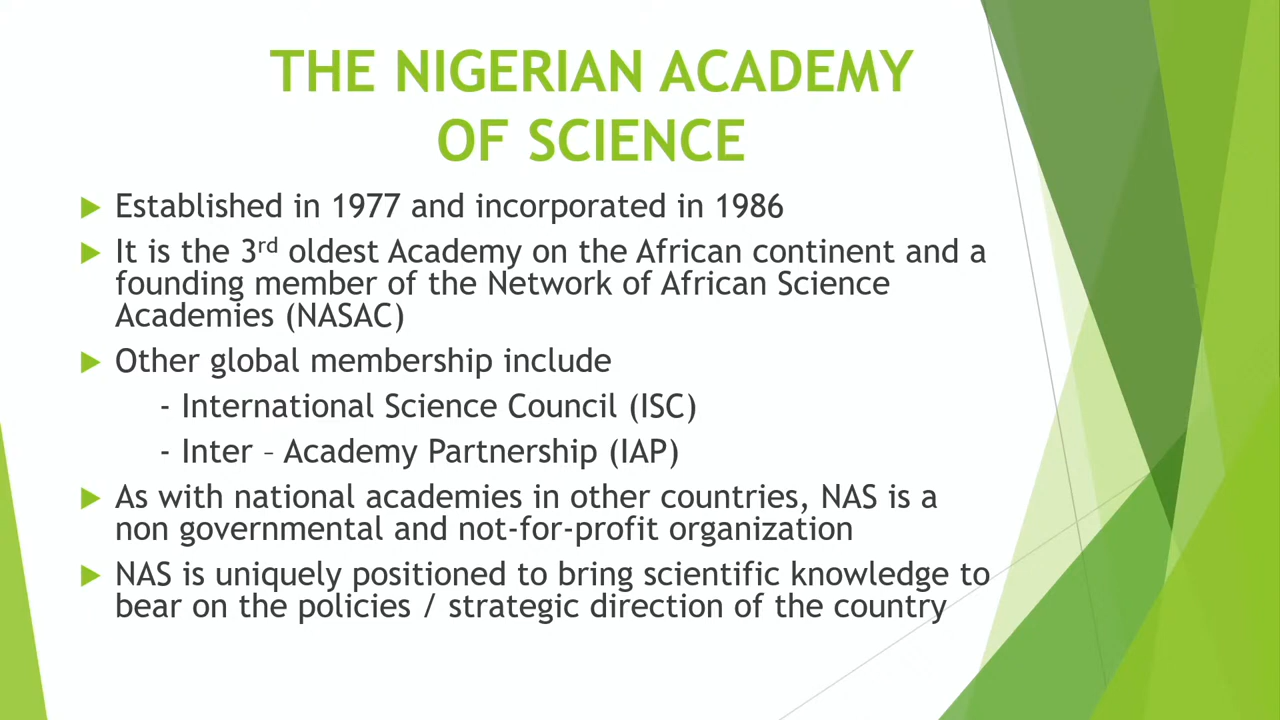 THE NIGERIAN ACADEMY
OF SCIENCE
Established in 1977 and incorporated in 1986
It is the 3rd oldest Academy on the African continent and a
founding member of the Network of African Science
Academies (NASAC)
Other global membership include
- International Science Council (ISC)
- Inter – Academy Partnership (IAP)
As with national academies in other countries, NAS is a
non governmental and not-for-profit organization
NAS is uniquely positioned to bring scientific knowledge to
bear on the policies / strategic direction of the country